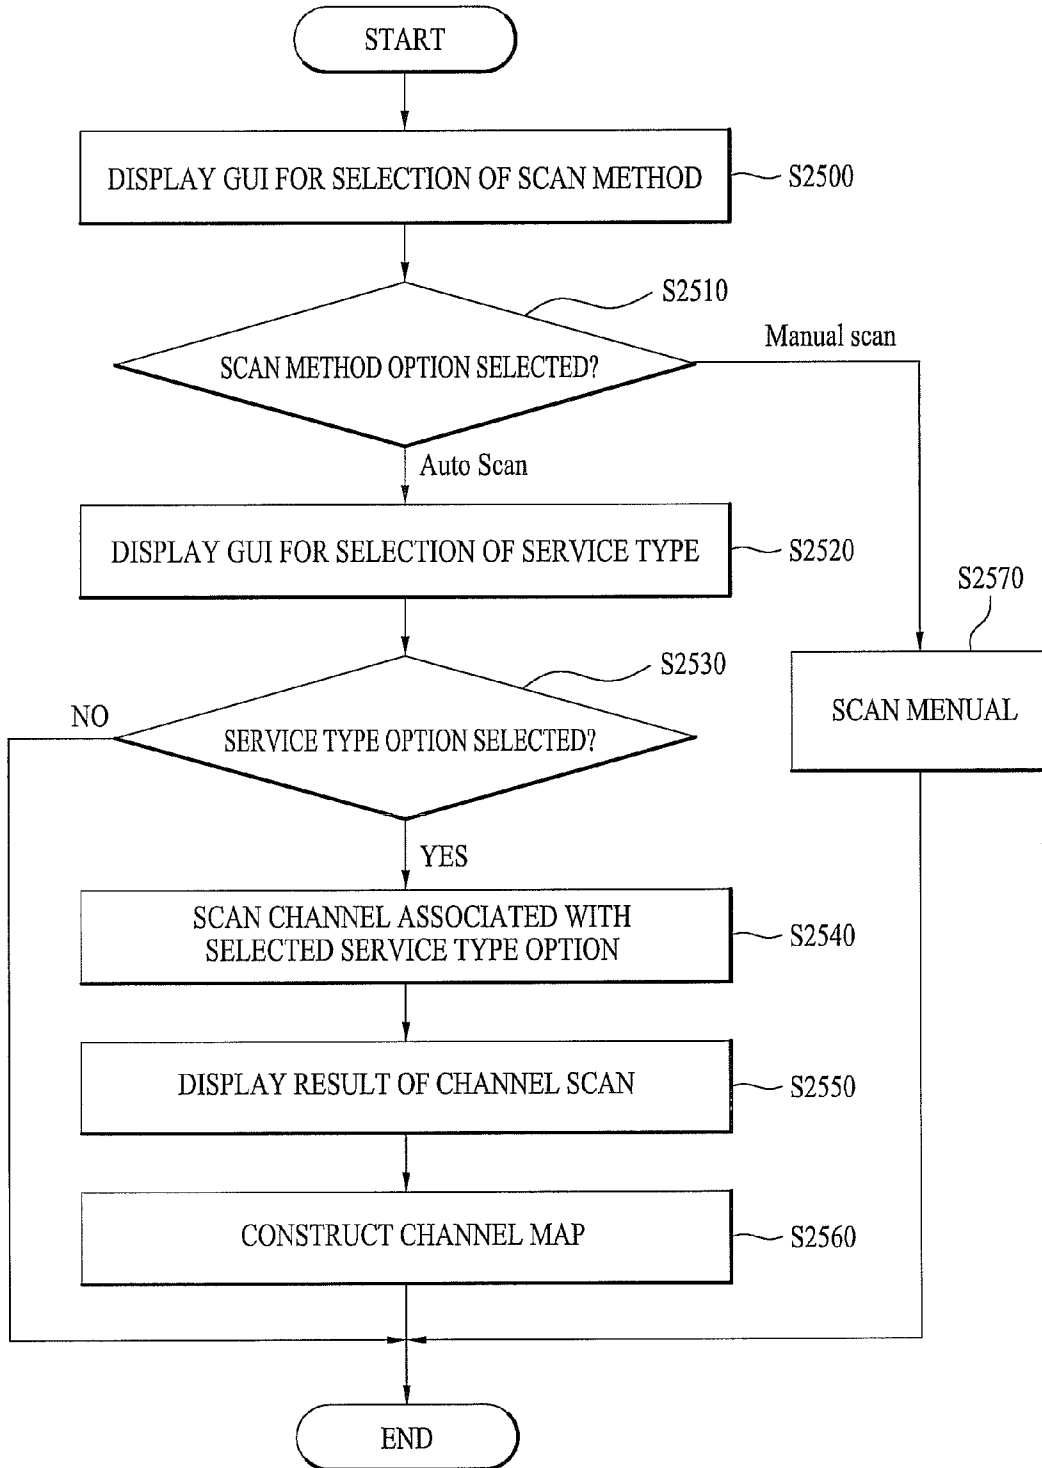 START
DISPLAY GUI FOR SELECTION OF SCAN METHOD
S2500
S2510
Manual scan
SCAN METHOD OPTION SELECTED?
Auto Scan
DISPLAY GUI FOR SELECTION OF SERVICE TYPE
S2520
S2570
S2530
NO
SERVICE TYPE OPTION SELECTED?
SCAN MENUAL
YES
SCAN CHANNEL ASSOCIATED WITH
SELECTED SERVICE TYPE OPTION
S2540
DISPLAY RESULT OF CHANNEL SCAN
S2550
CONSTRUCT CHANNEL MAP
S2560
END